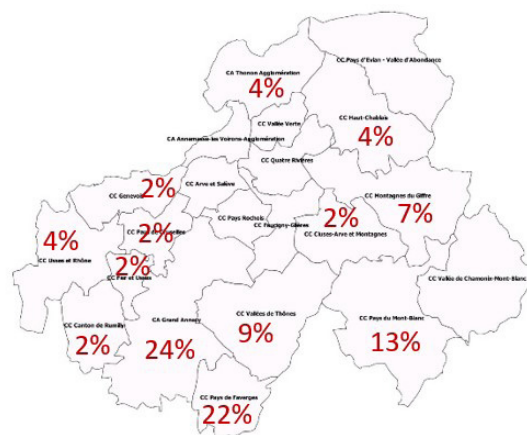 CC Pays d'Evian - Vallée d'Abondance
CA Thonon Agglomération
4%
CC Vallée Verte
CC Haut-Chablais
4%
CA Annemasse-les Voirons-Agglomération
CC Quatre Rivières
CC Genevois
2%
CC Arve et Salève
CC Montagnes du Giffre
7%
CC Pays Rochois
CC Faucigny-Glières
2%
CC Cluses-Arve et Montagnes
2%
4%
CC Usses et Rhône
2%
CC Fier et Usses
CC Vallée de Chamonix-Mont-Blanc
CC Canton de Rumilly
2%
CA Grand Annecy
24%
CC Vallées de Thônes
9%
CC Pays du Mont-Blanc
13%
CC Pays de Faverges
22%